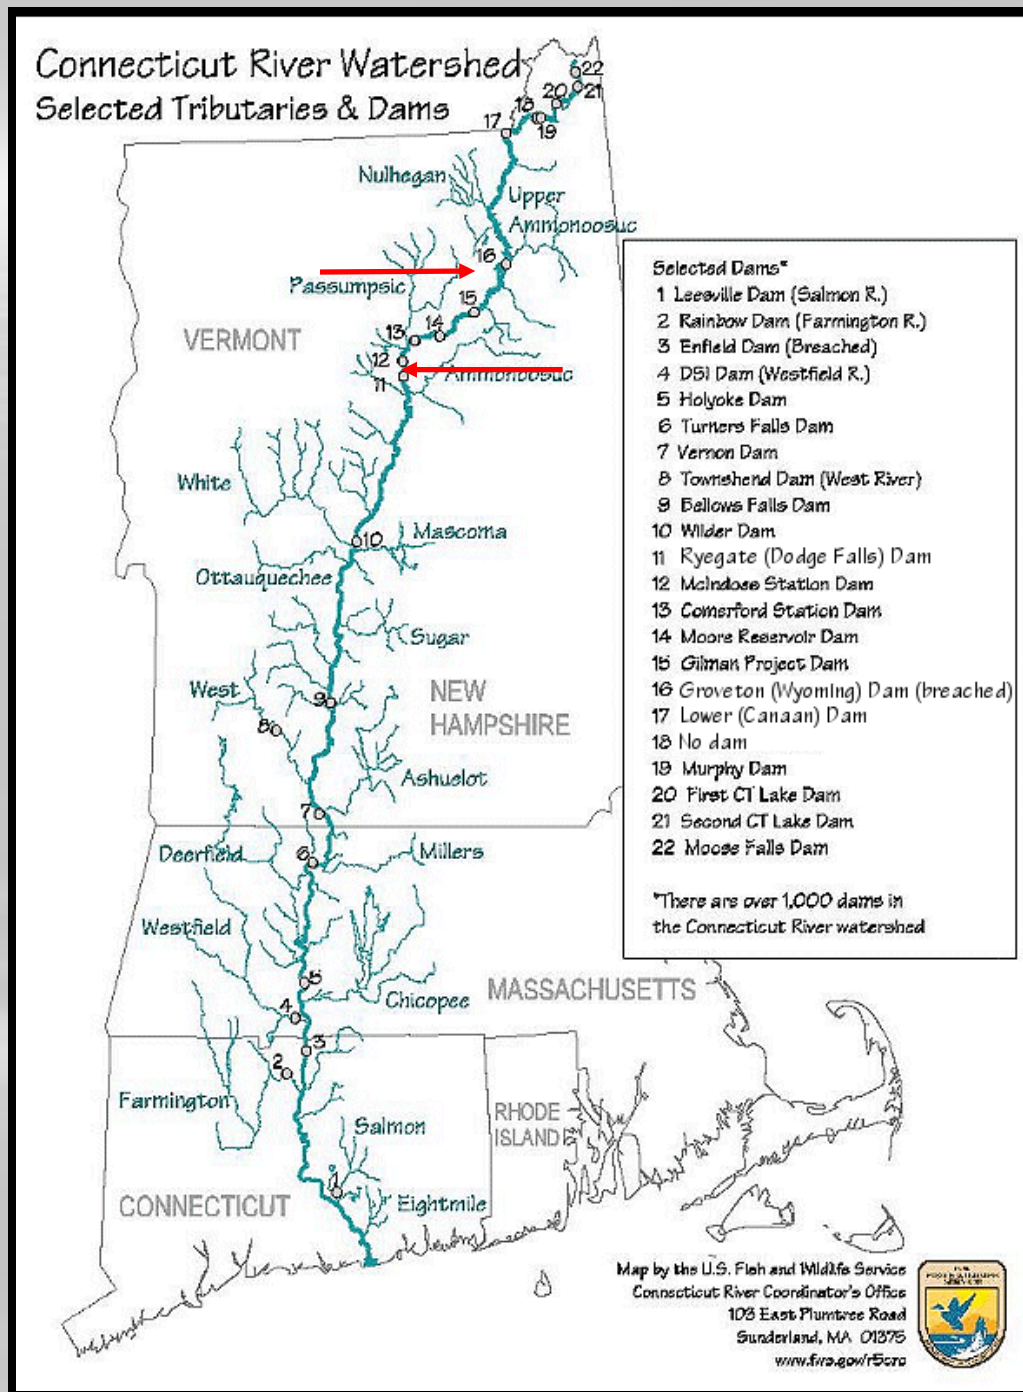 Connecticut River Watershed
Selected Tributaries & Dams
22
21
20
18
19
17
Nulhegan
Upper
Ammonoosuc
16
Passumpsic
15
14
13
VERMONT
12
11
Ammonoosuc
White
10
Mascoma
Ottauquechee
Sugar
West
NEW
HAMPSHIRE
9
8
Ashuelot
7
Deerfield
6
Millers
Westfield
5
Chicopee
MASSACHUSETTS
4
3
2
Farmington
RHODE
ISLAND
Salmon
1
CONNECTICUT
Eightmile
Selected Dams*
1 Leesville Dam (Salmon R.)
2 Rainbow Dam (Farmington R.)
3 Enfield Dam (Breached)
4 DSI Dam (Westfield R.)
5 Holyoke Dam
6 Turners Falls Dam
7 Vernon Dam
8 Townshend Dam (West River)
9 Bellows Falls Dam
10 Wilder Dam
11 Ryegate (Dodge Falls) Dam
12 McIndose Station Dam
13 Comerford Station Dam
14 Moore Reservoir Dam
15 Gilman Project Dam
16 Groveton (Wyoming) Dam (breached)
17 Lower (Canaan) Dam
18 No dam
19 Murphy Dam
20 First CT Lake Dam
21 Second CT Lake Dam
22 Moose Falls Dam
*There are over 1,000 dams in
the Connecticut River watershed
Map by the U.S. Fish and Wildlife Service
Connecticut River Coordinator's Office
103 East Plumtree Road
Sunderland, MA 01375
www.fws.gov/r5crc